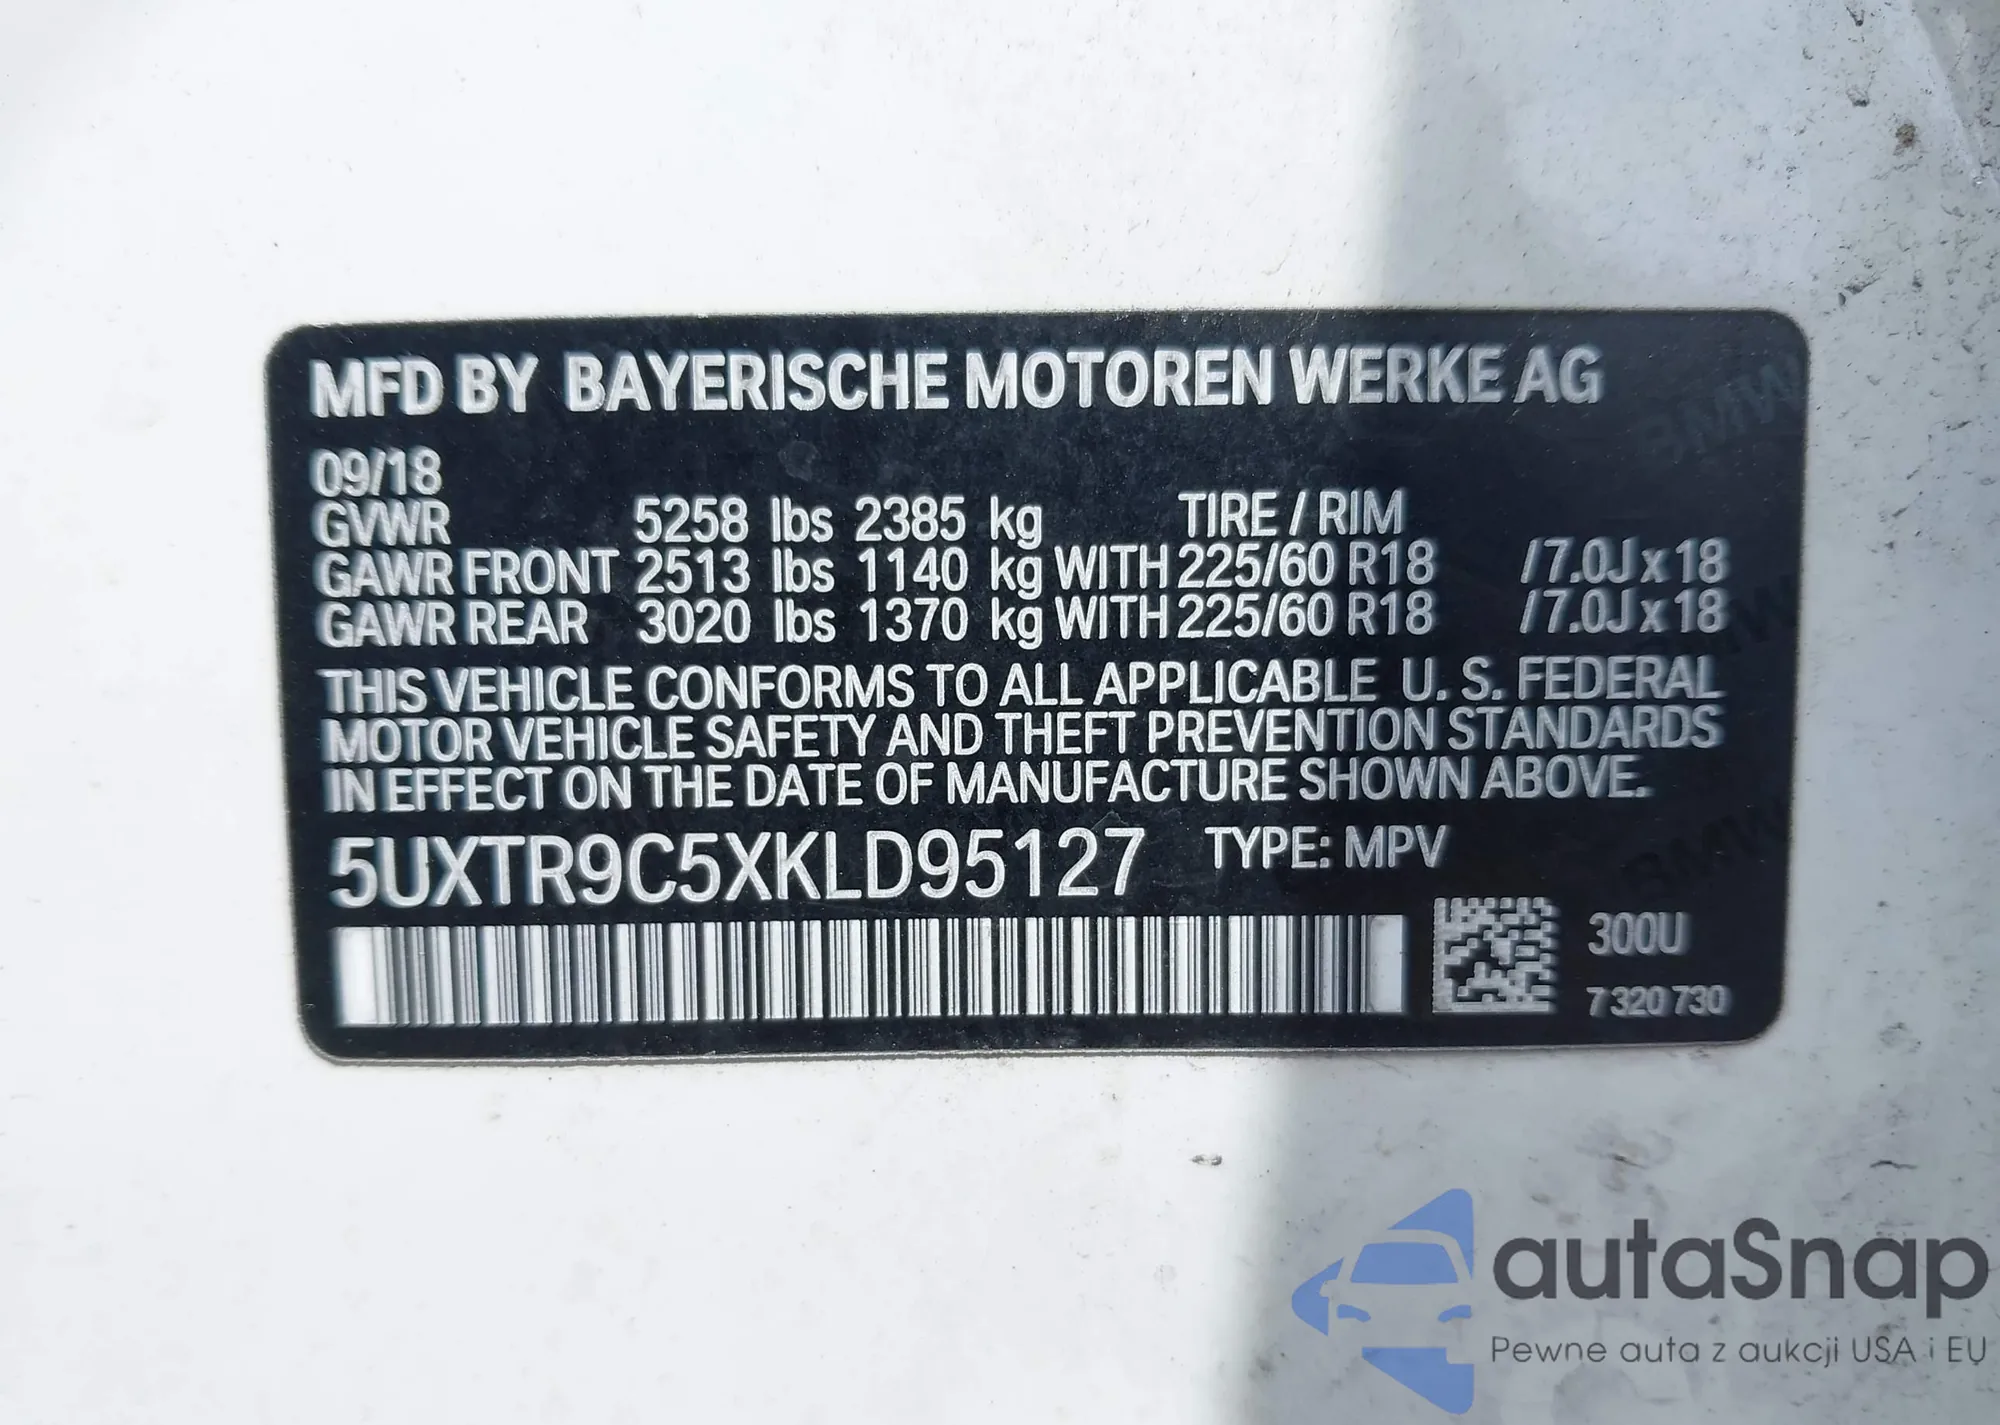 MFD BY BAYERISCHE MOTOREN WERKE AG
09/18
GVWR 5258 lbs 2385 kg TIRE / RIM
GAWR FRONT 2513 lbs 1140 kg WITH 225/60 R18 /7.0J x 18
GAWR REAR 3020 lbs 1370 kg WITH 225/60 R18 /7.0J x 18
THIS VEHICLE CONFORMS TO ALL APPLICABLE U. S. FEDERAL
MOTOR VEHICLE SAFETY AND THEFT PREVENTION STANDARDS
IN EFFECT ON THE DATE OF MANUFACTURE SHOWN ABOVE.
5UXTR9C5XKLD95127 TYPE: MPV
300U
7 320 730
autaSnap
Pewne auta z aukcji USA i EU